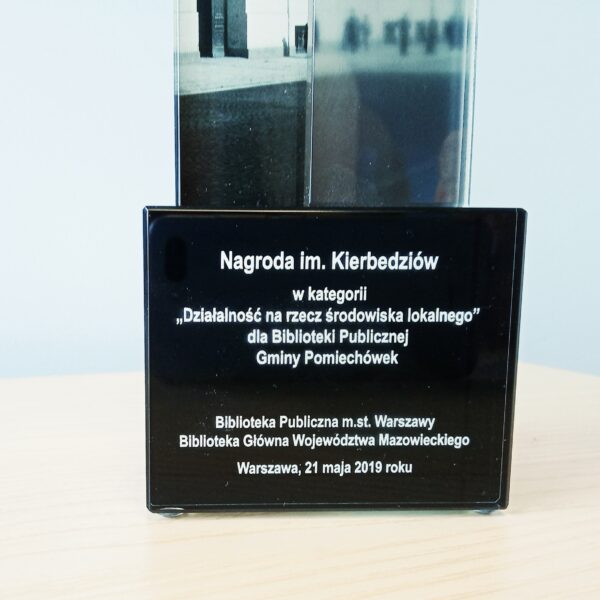 Nagroda im. Kierbedziów
w kategorii
„Działalność na rzecz środowiska lokalnego”
dla Biblioteki Publicznej
Gminy Pomiechówek
Biblioteka Publiczna m.st. Warszawy
Biblioteka Główna Województwa Mazowieckiego
Warszawa, 21 maja 2019 roku